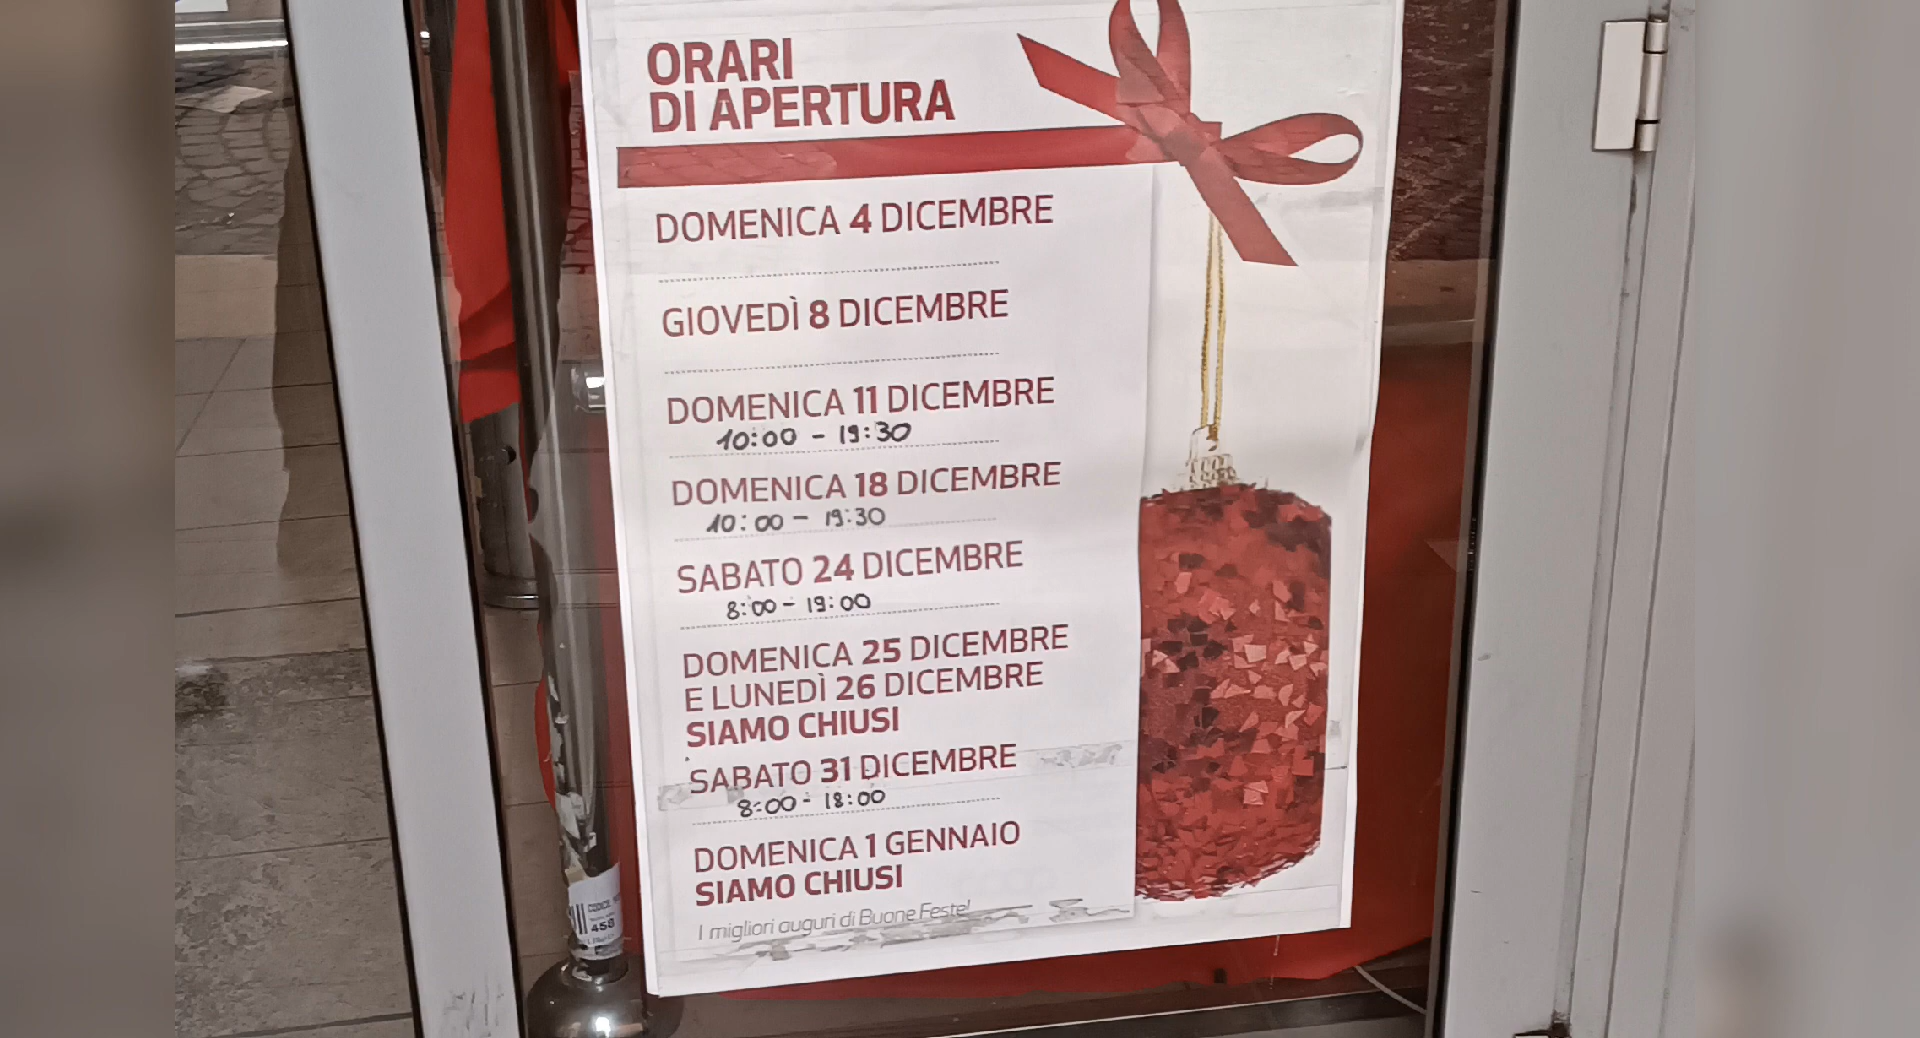 ORARI
DI APERTURA
DOMENICA 4 DICEMBRE
GIOVEDÌ 8 DICEMBRE
DOMENICA 11 DICEMBRE
10:00 - 19:30
DOMENICA 18 DICEMBRE
10:00 - 19:30
SABATO 24 DICEMBRE
8:00 - 19:00
DOMENICA 25 DICEMBRE
E LUNEDÌ 26 DICEMBRE
SIAMO CHIUSI
SABATO 31 DICEMBRE
8:00 - 18:00
DOMENICA 1 GENNAIO
SIAMO CHIUSI
I migliori auguri di Buone Feste!
458